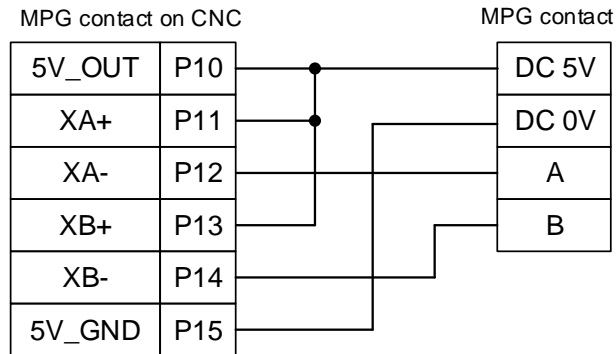 MPG contact on CNC
MPG contact
5V_OUT P10
DC 5V
XA+ P11
DC 0V
XA- P12
A
XB+ P13
B
XB- P14
5V_GND P15